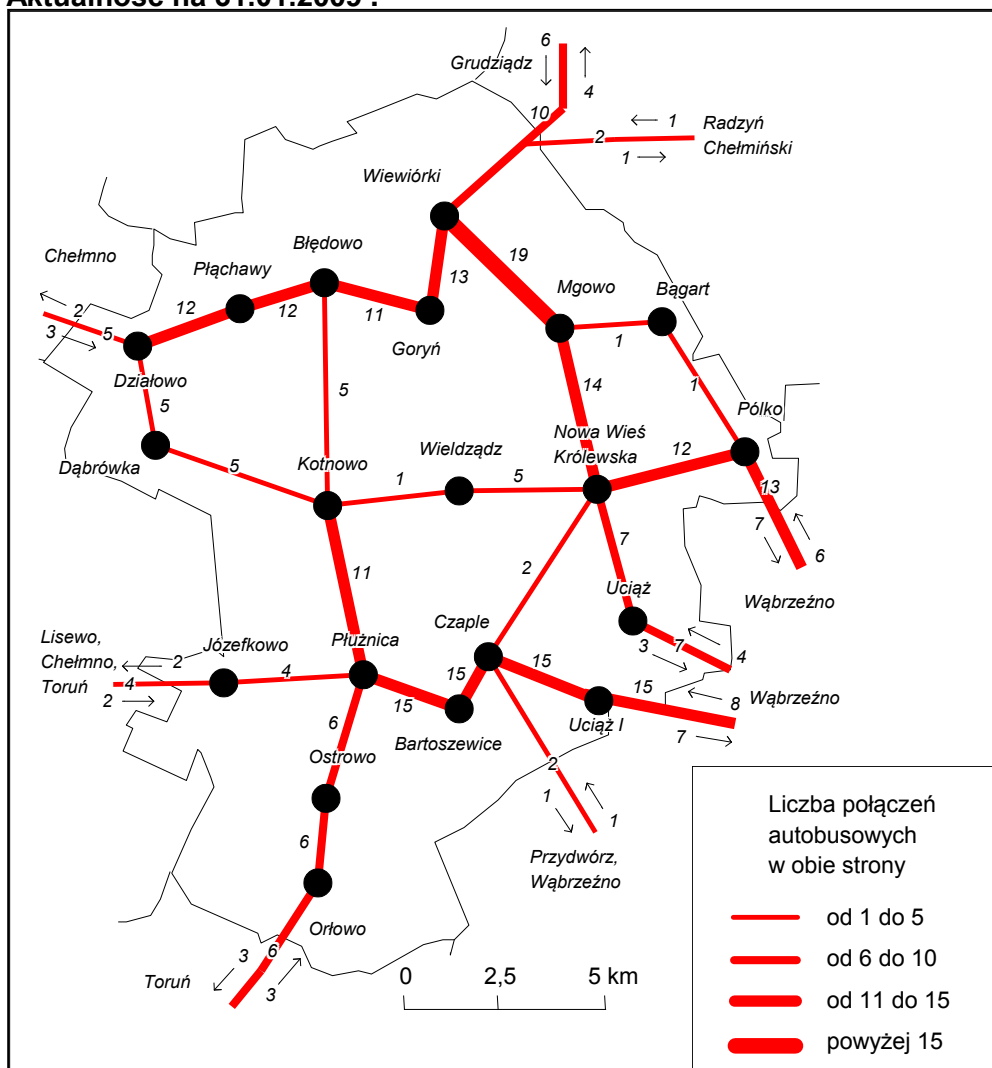 Aktualność na 31.01.2009 .
6
Grudziądz
4
10
1
Radzyń
2
Chełmiński
1
Wiewiórki
Błędowo
19
Chełmno
Płąchawy
13
Mgowo
Bągart
2
12
12
11
5
3
1
Goryń
Działowo
1
14
5
5
Pólko
Nowa Wieś
Wieldządz
Królewska
12
Kotnowo
Dąbrówka
5
1
5
13
7
6
7
2
11
Uciąż
Wąbrzeźno
Czaple
Lisewo,
Józefkowo
Płużnica
7
Chełmno,
2
3
4
Toruń
4
4
15
15
15
2
15
8
Wąbrzeźno
6
Uciąż I
Bartoszewice
7
Ostrowo
2
1
1
6
Przydwórz,
Wąbrzeźno
Orłowo
3
6
Toruń
3
0
2,5
5 km
Liczba połączeń
autobusowych
w obie strony
od 1 do 5
od 6 do 10
od 11 do 15
powyżej 15